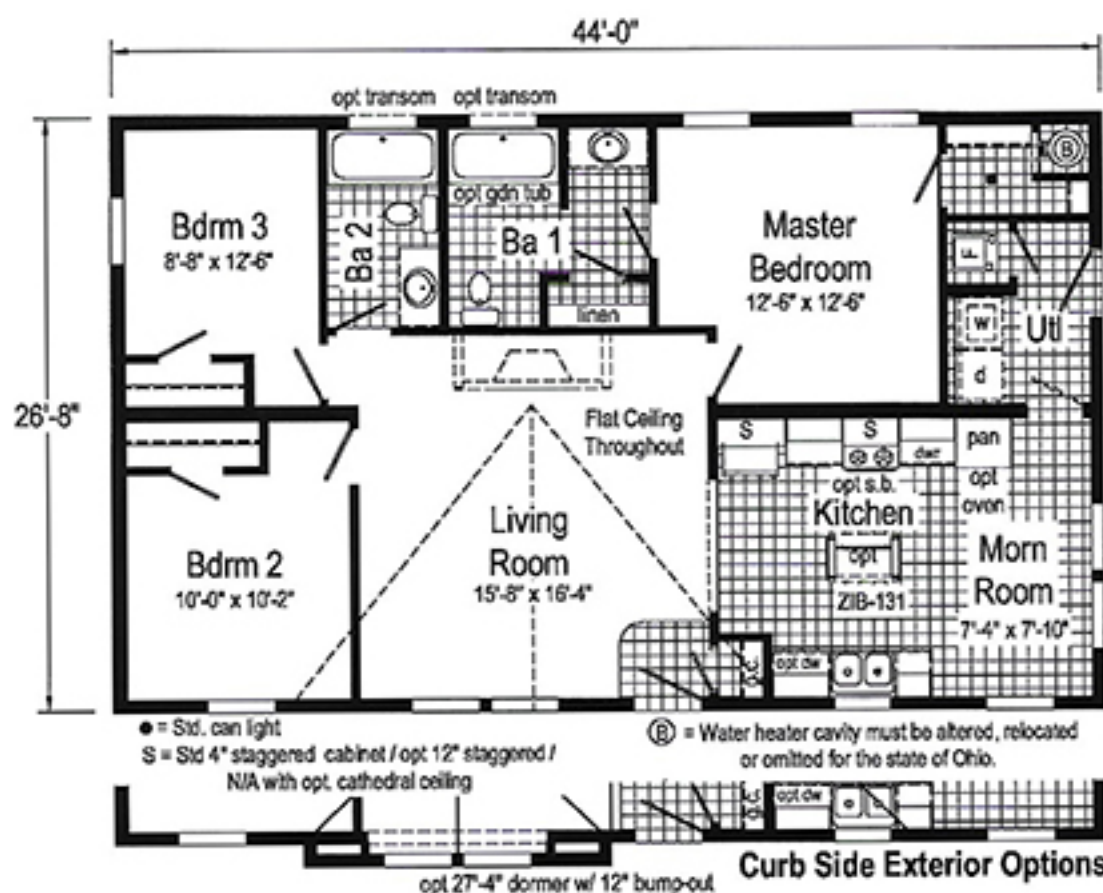 44'-0"
opt transom opt transom
Bdrm 3
8'-8" x 12'-6"
Ba 2
opt gdn tub
Ba 1
linen
Master
Bedroom
12'-6" x 12'-6"
B
F
W
d
Utl
26'-8"
Flat Ceiling
Throughout
S
S
dwr
pan
opt
oven
opt s.b.
Kitchen
opt
ZIB-131
Morn
Room
7'-4" x 7'-10"
Living
Room
15'-8" x 16'-4"
Bdrm 2
10'-0" x 10'-2"
g.c.
opt dw
● = Std. can light
S = Std 4" staggered cabinet / opt 12" staggered /
N/A with opt. cathedral ceiling
Ⓑ = Water heater cavity must be altered, relocated
or omitted for the state of Ohio.
g.c.
opt dw
Curb Side Exterior Options
opt 27'-4" dormer w/ 12" bump-out